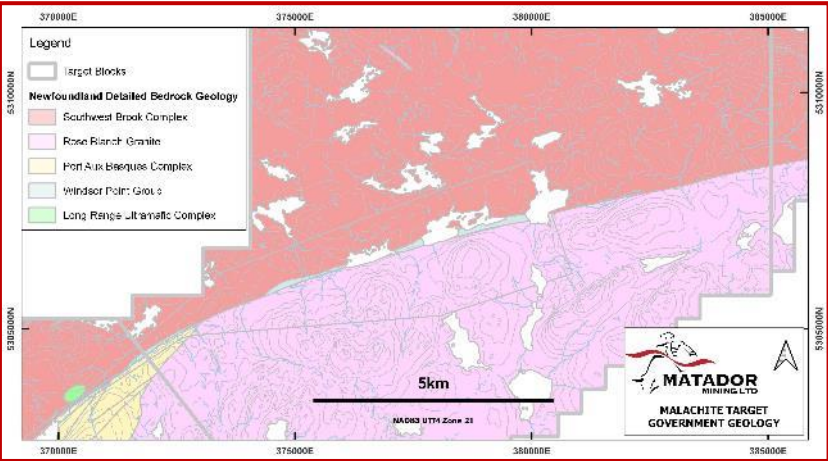 370000E 375000E 380000E 385000E
Legend
Target Blocks
Newfoundland Detailed Bedrock Geology
Southwest Brook Complex
Rose Blanch Granite
Port Aux Basques Complex
Windsor Point Group
Long Range Ultramafic Complex
5310000N
5310000N
5305000N
5305000N
5km
NAD83 UTM Zone 21
MATADOR
MINING LTD
MALACHITE TARGET
GOVERNMENT GEOLOGY
370000E 375000E 380000E 385000E